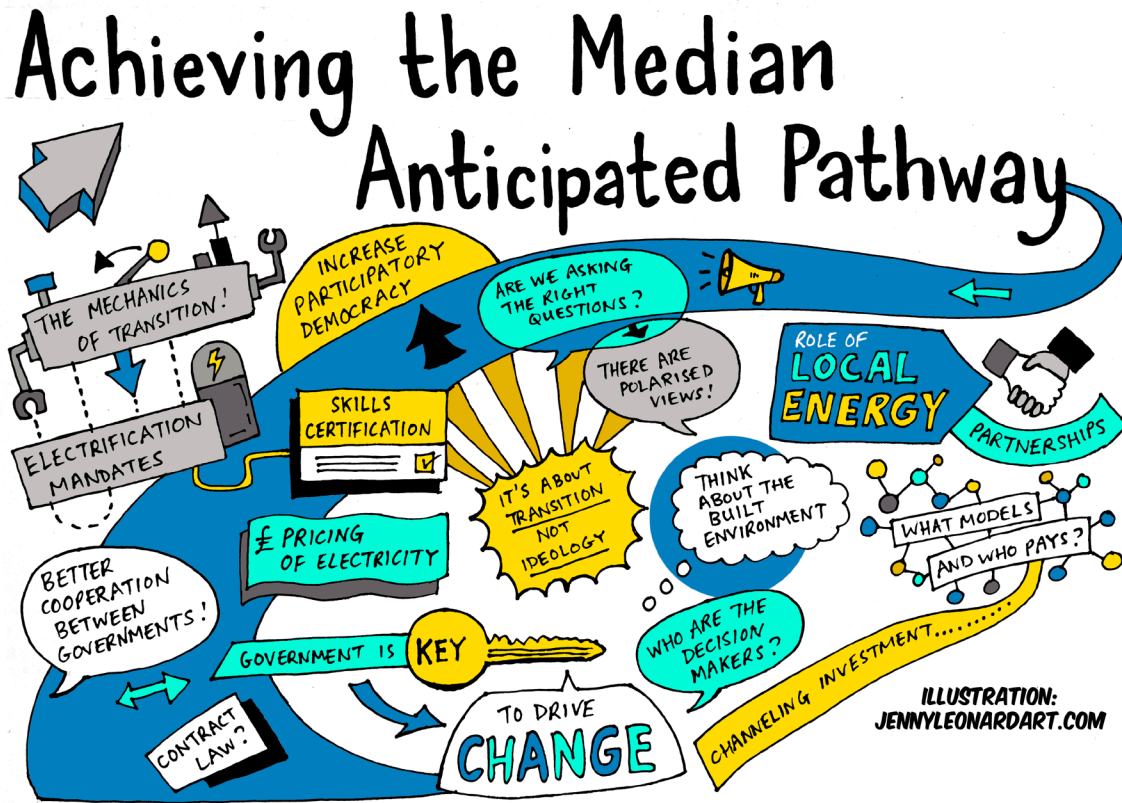 Achieving the Median
Anticipated Pathway
THE MECHANICS
OF TRANSITION!
ELECTRIFICATION
MANDATES
INCREASE
PARTICIPATORY
DEMOCRACY
ARE WE ASKING
THE RIGHT
QUESTIONS?
THERE ARE
POLARISED
VIEWS!
ROLE OF
LOCAL
ENERGY
PARTNERSHIPS
SKILLS
CERTIFICATION
IT'S ABOUT
TRANSITION
NOT
IDEOLOGY
THINK
ABOUT THE
BUILT
ENVIRONMENT
WHAT MODELS
AND WHO PAYS?
£ PRICING
OF ELECTRICITY
BETTER
COOPERATION
BETWEEN
GOVERNMENTS!
GOVERNMENT IS KEY
TO DRIVE
CHANGE
WHO ARE THE
DECISION
MAKERS?
CHANNELING INVESTMENT.........
CONTRACT
LAW?
ILLUSTRATION:
JENNYLEONARDART.COM